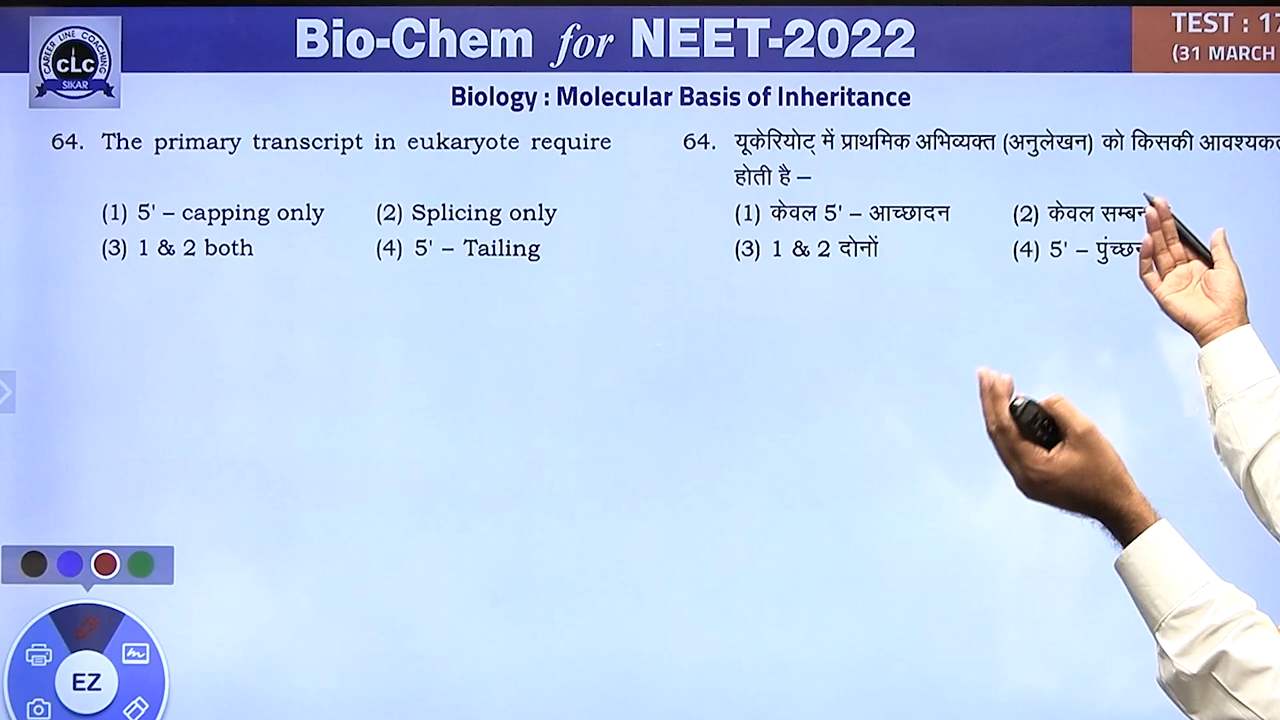 CAREER LINE COACHING
CLC
SIKAR
Bio-Chem for NEET-2022
TEST : 17
(31 MARCH
Biology : Molecular Basis of Inheritance
64. The primary transcript in eukaryote require
(1) 5' – capping only (2) Splicing only
(3) 1 & 2 both (4) 5' – Tailing
64. यूकेरियोट् में प्राथमिक अभिव्यक्त (अनुलेखन) को किसकी
होती है –
(1) केवल 5' – आच्छादन (2) केवल
(3) 1 & 2 दोनों (4) 5' –
EZ